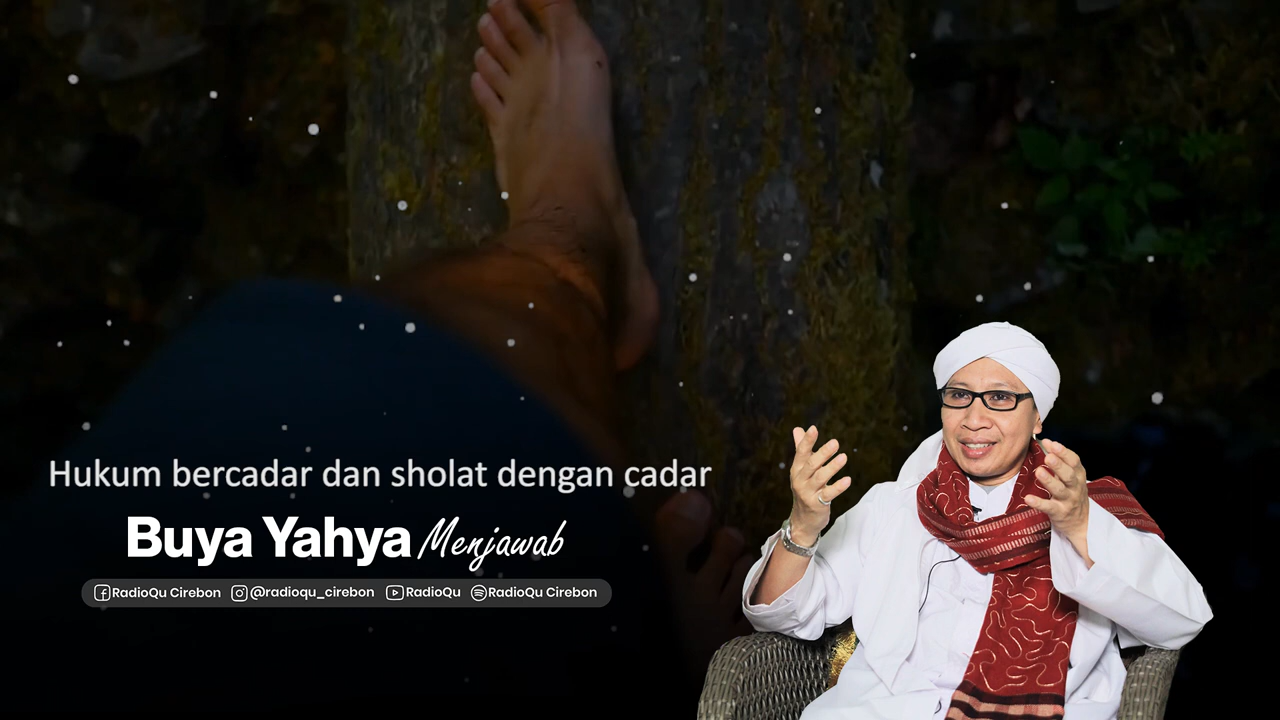 Hukum bercadar dan sholat dengan cadar
Buya Yahya Menjawab
RadioQu Cirebon @radioqu_cirebon RadioQu RadioQu Cirebon